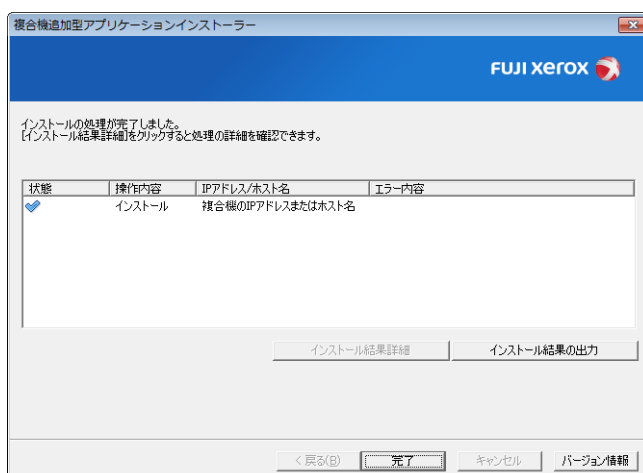 複合機追加型アプリケーションインストーラー
FUJI xerox
インストールの処理が完了しました。
[インストール結果詳細]をクリックすると処理の詳細を確認できます。
状態 操作内容 IPアドレス/ホスト名 エラー内容
インストール 複合機のIPアドレスまたはホスト名
インストール結果詳細 インストール結果の出力
< 戻る(B) 完了 キャンセル バージョン情報